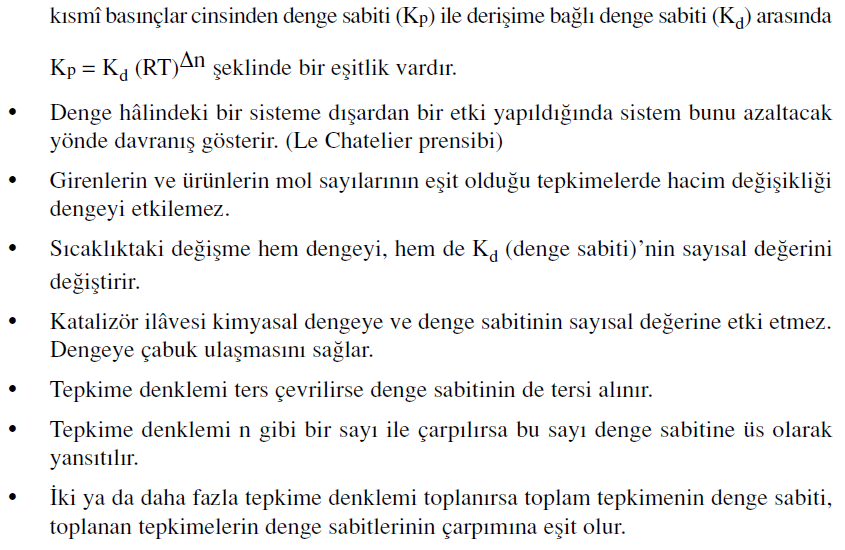 kısmî basınçlar cinsinden denge sabiti (KP) ile derişime bağlı denge sabiti (Kd) arasında
KP = Kd (RT)Δn şeklinde bir eşitlik vardır.
• Denge hâlindeki bir sisteme dışardan bir etki yapıldığında sistem bunu azaltacak
yönde davranış gösterir. (Le Chatelier prensibi)
• Girenlerin ve ürünlerin mol sayılarının eşit olduğu tepkimelerde hacim değişikliği
dengeyi etkilemez.
• Sıcaklıktaki değişme hem dengeyi, hem de Kd (denge sabiti)’nin sayısal değerini
değiştirir.
• Katalizör ilâvesi kimyasal dengeye ve denge sabitinin sayısal değerine etki etmez.
Dengeye çabuk ulaşmasını sağlar.
• Tepkime denklemi ters çevrilirse denge sabitinin de tersi alınır.
• Tepkime denklemi n gibi bir sayı ile çarpılırsa bu sayı denge sabitine üs olarak
yansıtılır.
• İki ya da daha fazla tepkime denklemi toplanırsa toplam tepkimenin denge sabiti,
toplanan tepkimelerin denge sabitlerinin çarpımına eşit olur.